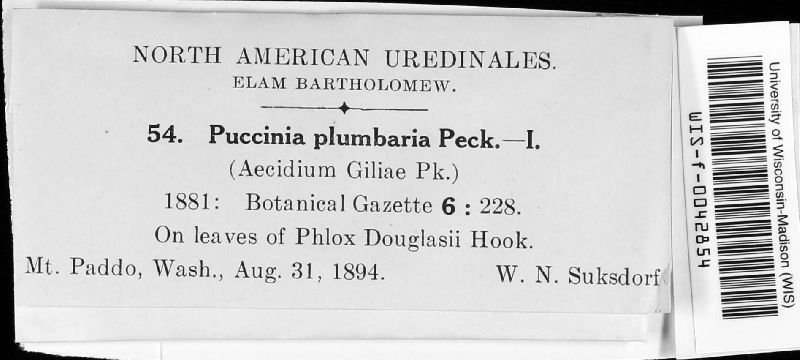 NORTH AMERICAN UREDINALES.
ELAM BARTHOLOMEW.
54. Puccinia plumbaria Peck.—I.
(Aecidium Giliae Pk.)
1881: Botanical Gazette 6 : 228.
On leaves of Phlox Douglasii Hook.
Mt. Paddo, Wash., Aug. 31, 1894. W. N. Suksdorf
University of Wisconsin-Madison (WIS)
WIS-f-0042854